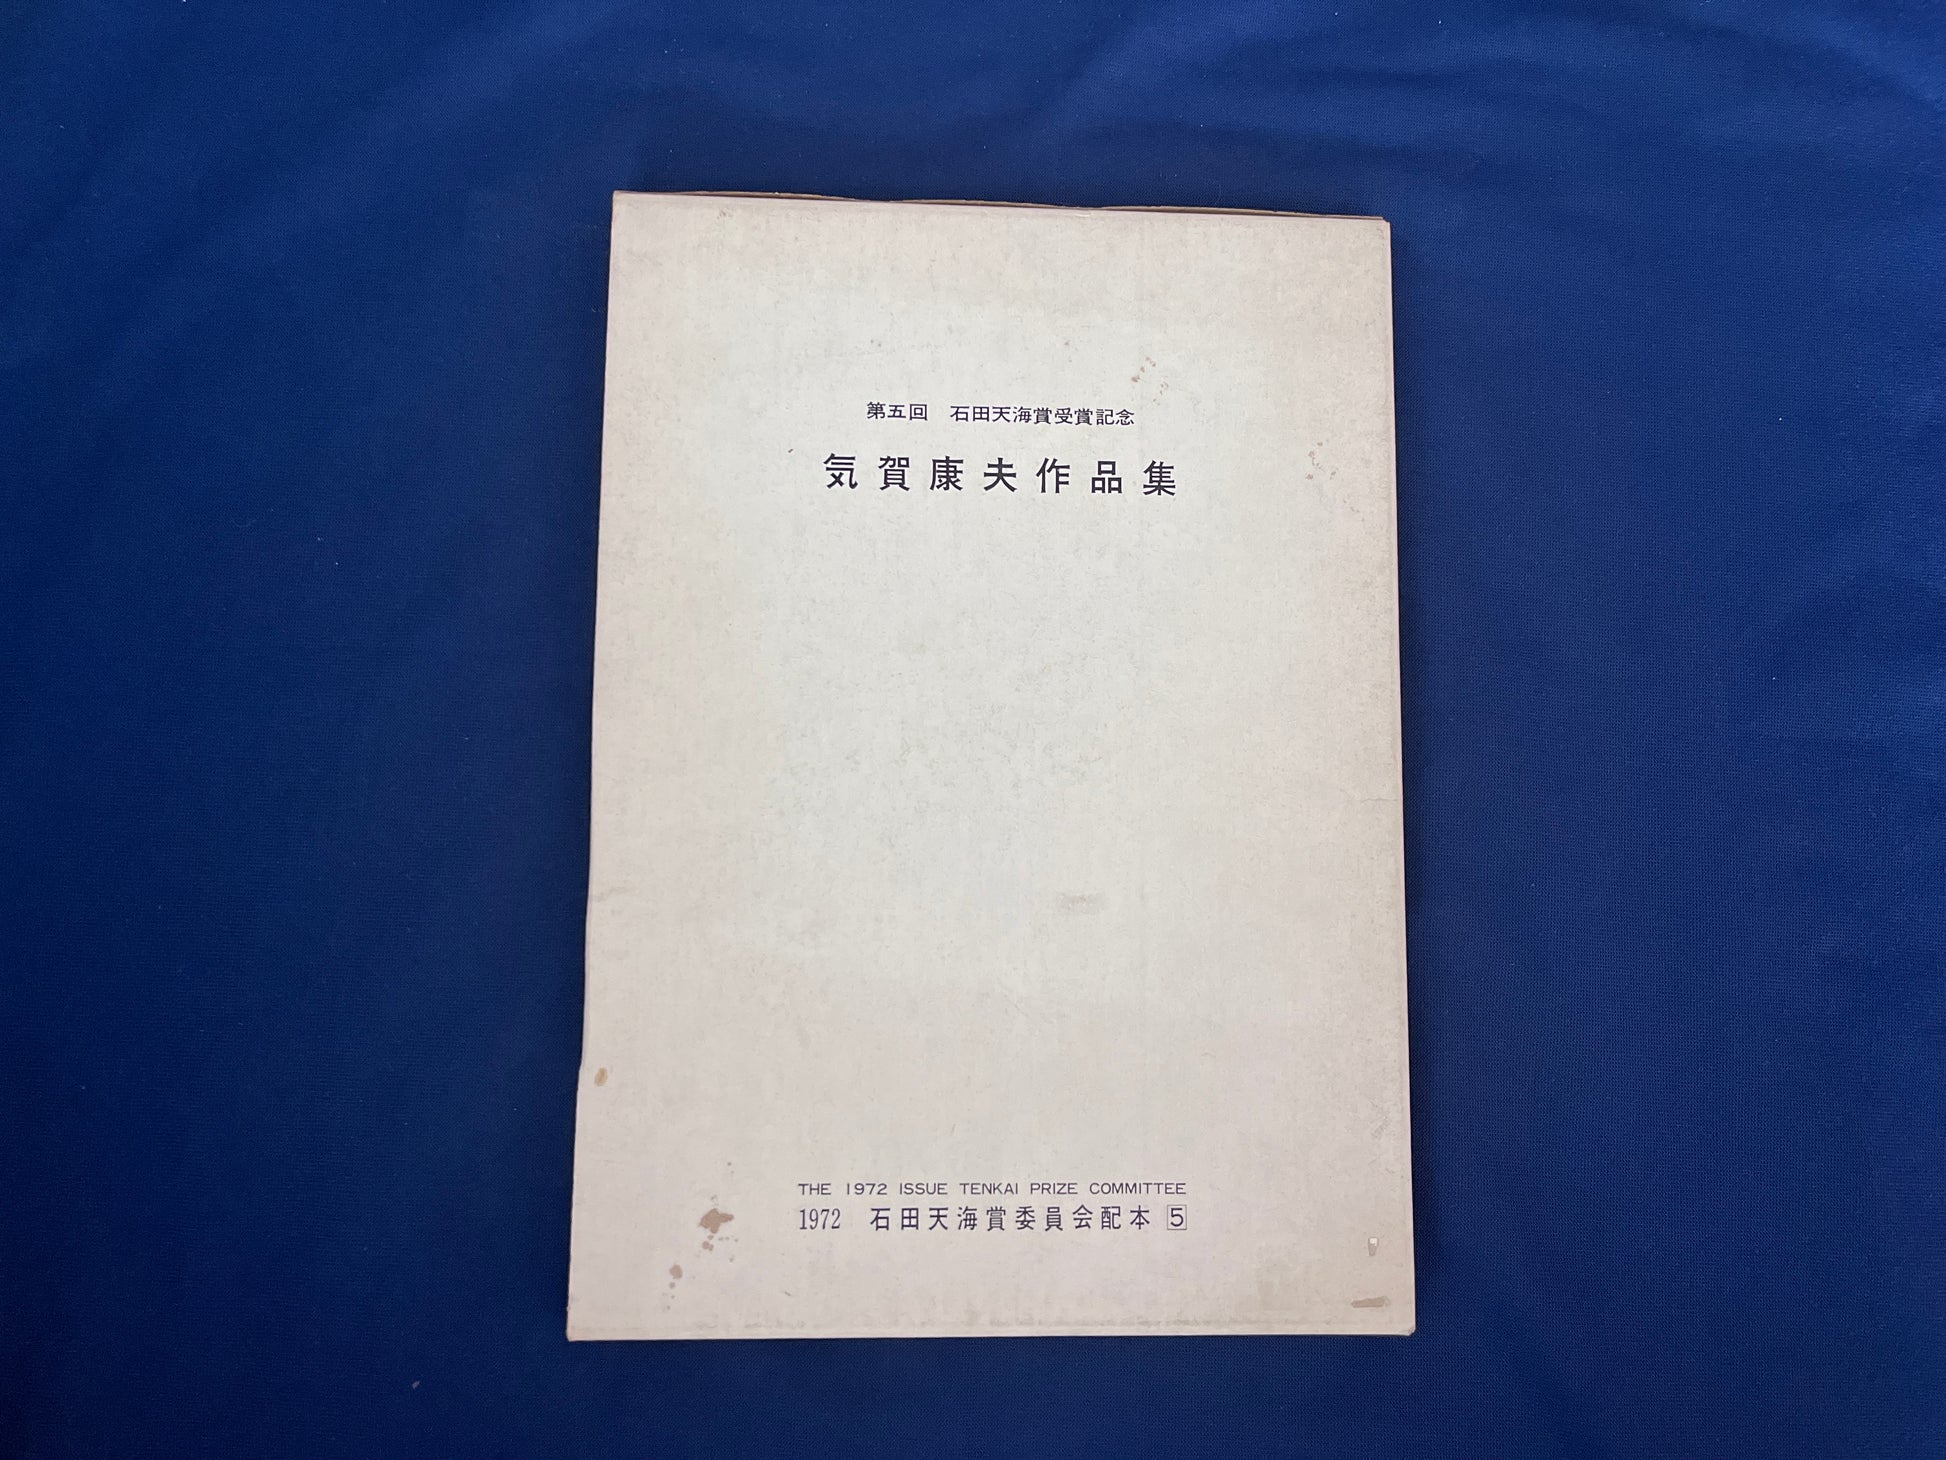 第五回　石田天海賞受賞記念
気賀康夫作品集
THE 1972 ISSUE TENKAI PRIZE COMMITTEE
1972　石田天海賞委員会配本 5